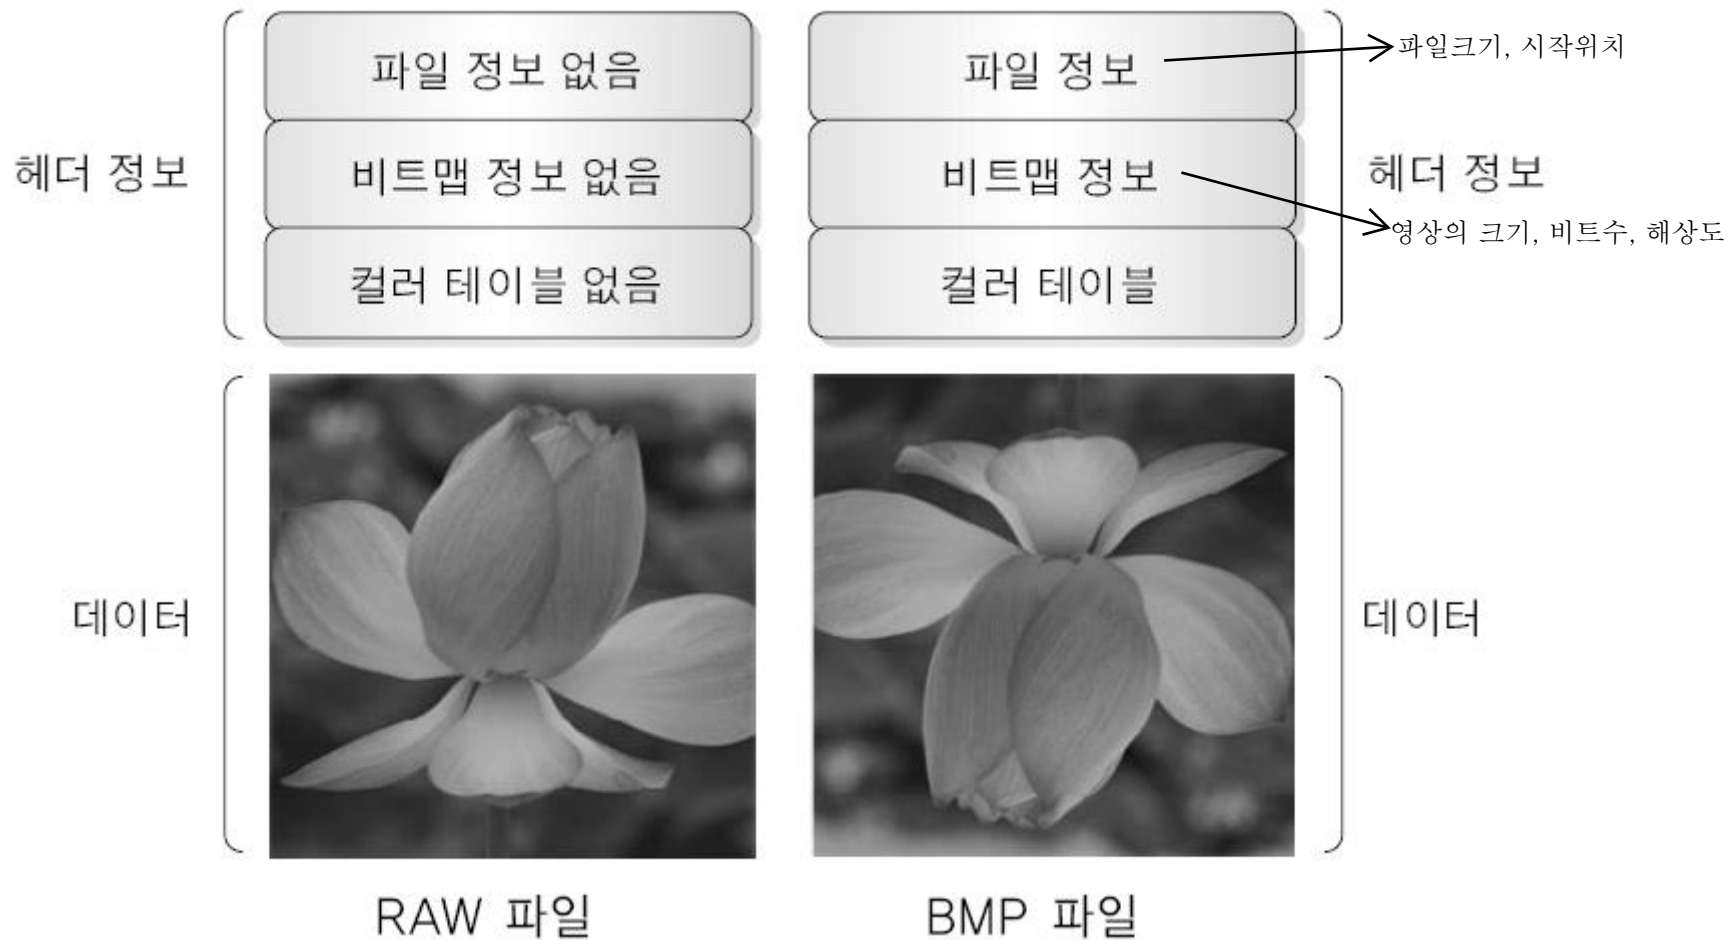 파일 정보 없음
파일 정보
파일크기, 시작위치
헤더 정보
비트맵 정보 없음
비트맵 정보
헤더 정보
영상의 크기, 비트수, 해상도
컬러 테이블 없음
컬러 테이블
데이터
데이터
RAW 파일
BMP 파일